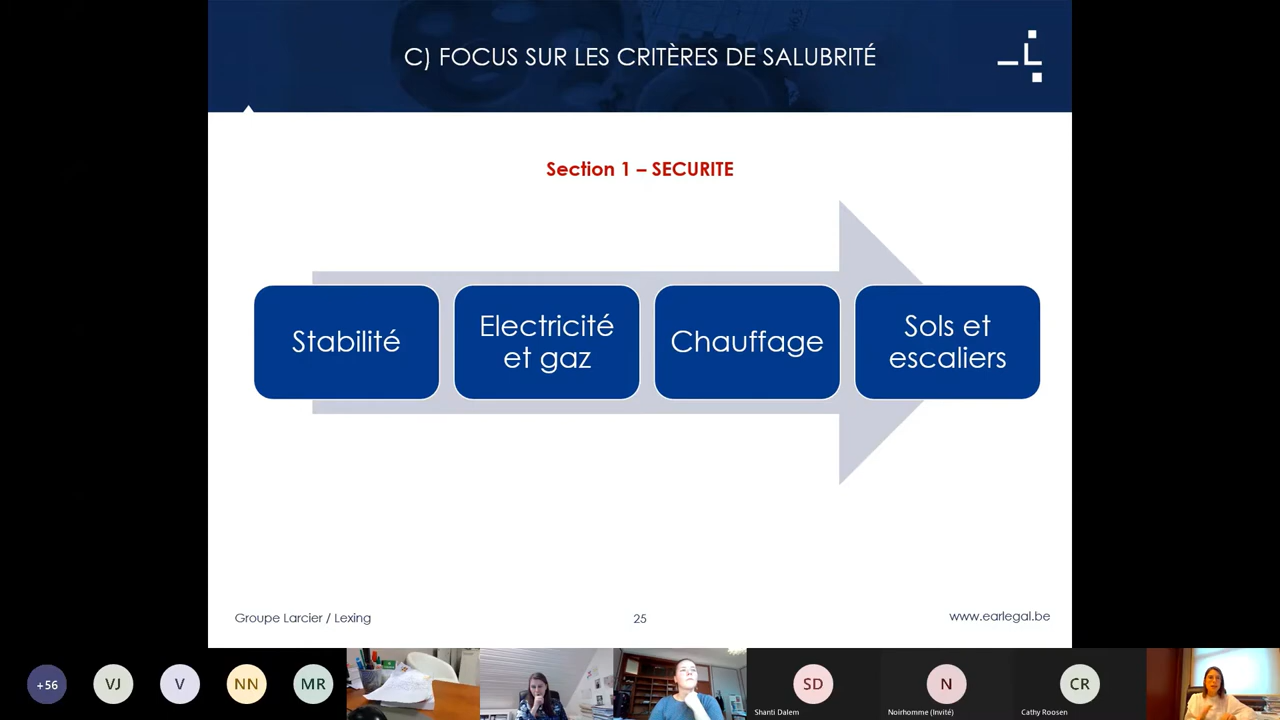 C) FOCUS SUR LES CRITÈRES DE SALUBRITÉ
Section 1 – SECURITE
Stabilité
Electricité
et gaz
Chauffage
Sols et
escaliers
Groupe Larcier / Lexing
25
www.earlegal.be
+56
VJ
V
NN
MR
SD
Shanti Dalem
N
Noirhomme (Invité)
CR
Cathy Roosen